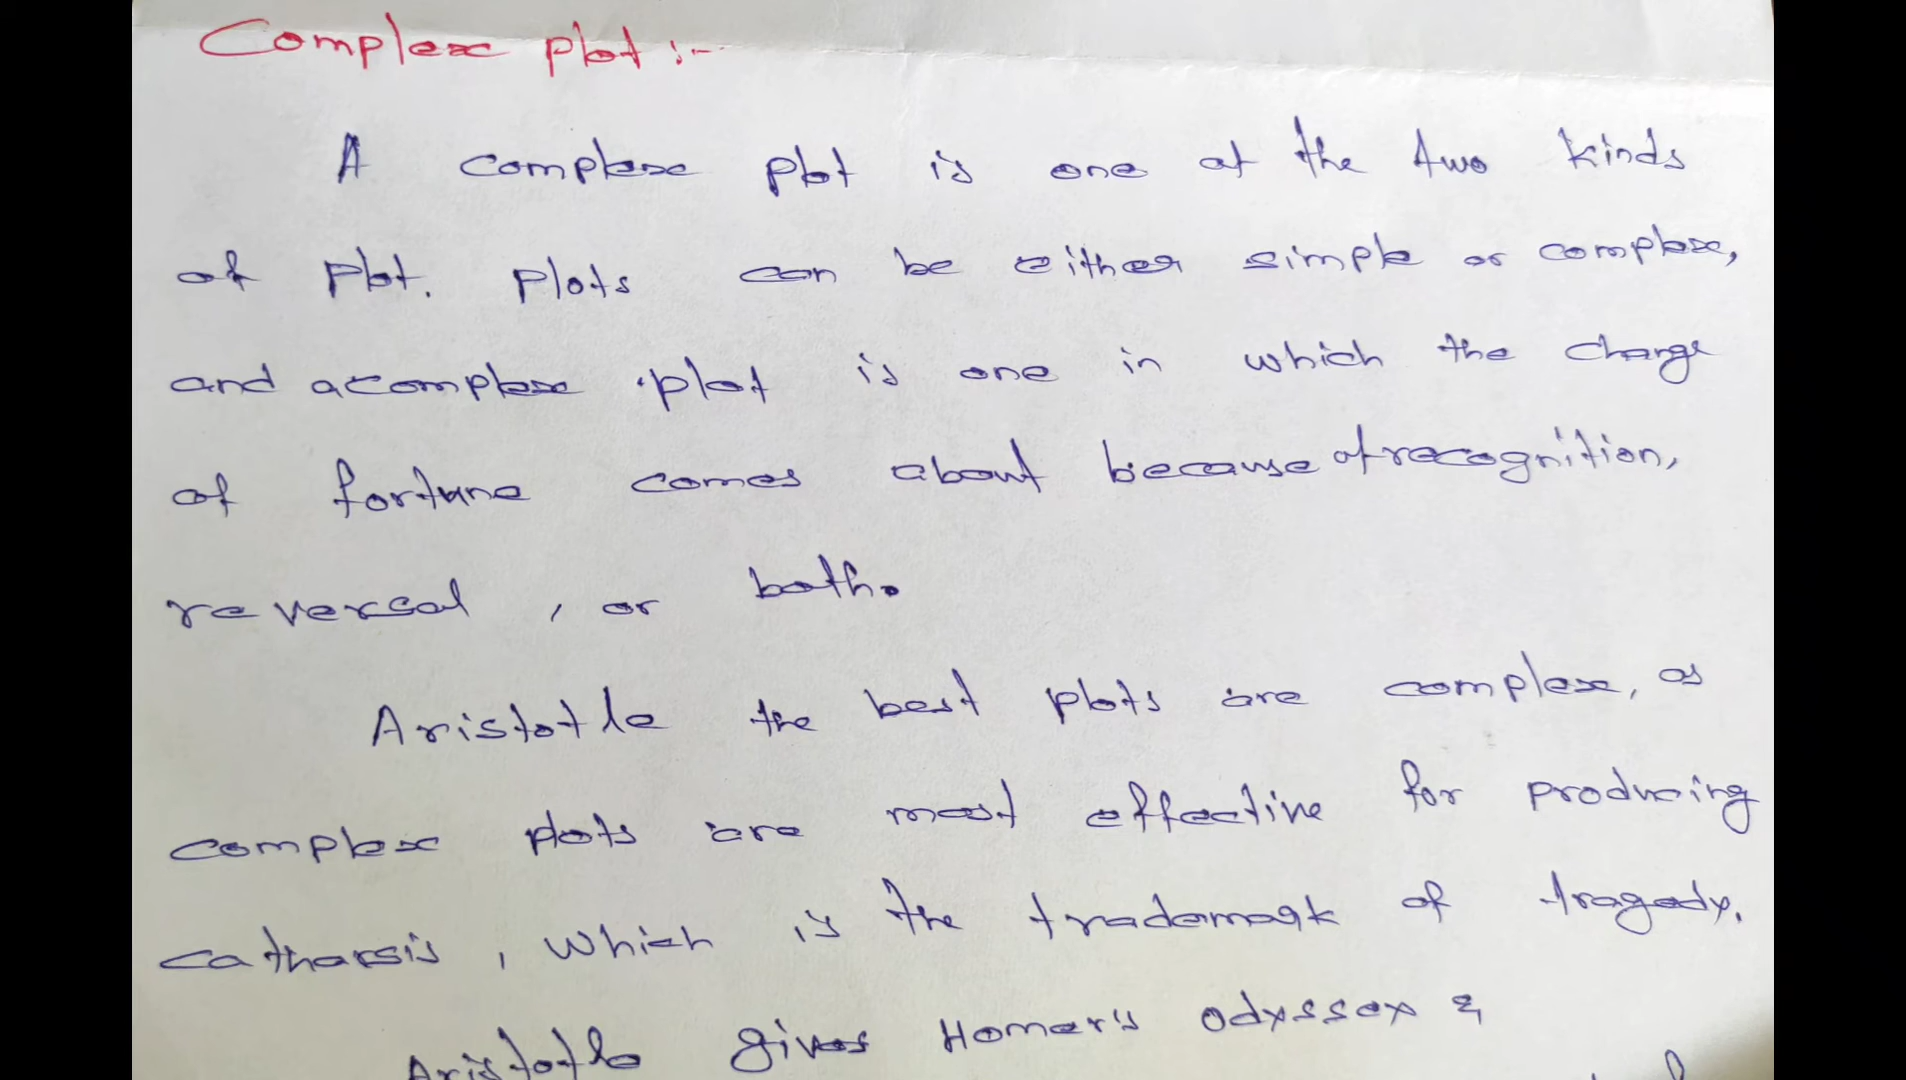 Complex plot :-
A complex plot is one of the two kinds
of plot. Plots can be either simple or complex,
and a complex plot is one in which the change
of fortune comes about because of recognition,
reversal, or both.
Aristotle the best plots are complex, as
complex plots are most effective for producing
catharsis, which is the trademark of tragedy.
Aristotle gives Homer's odyssey &